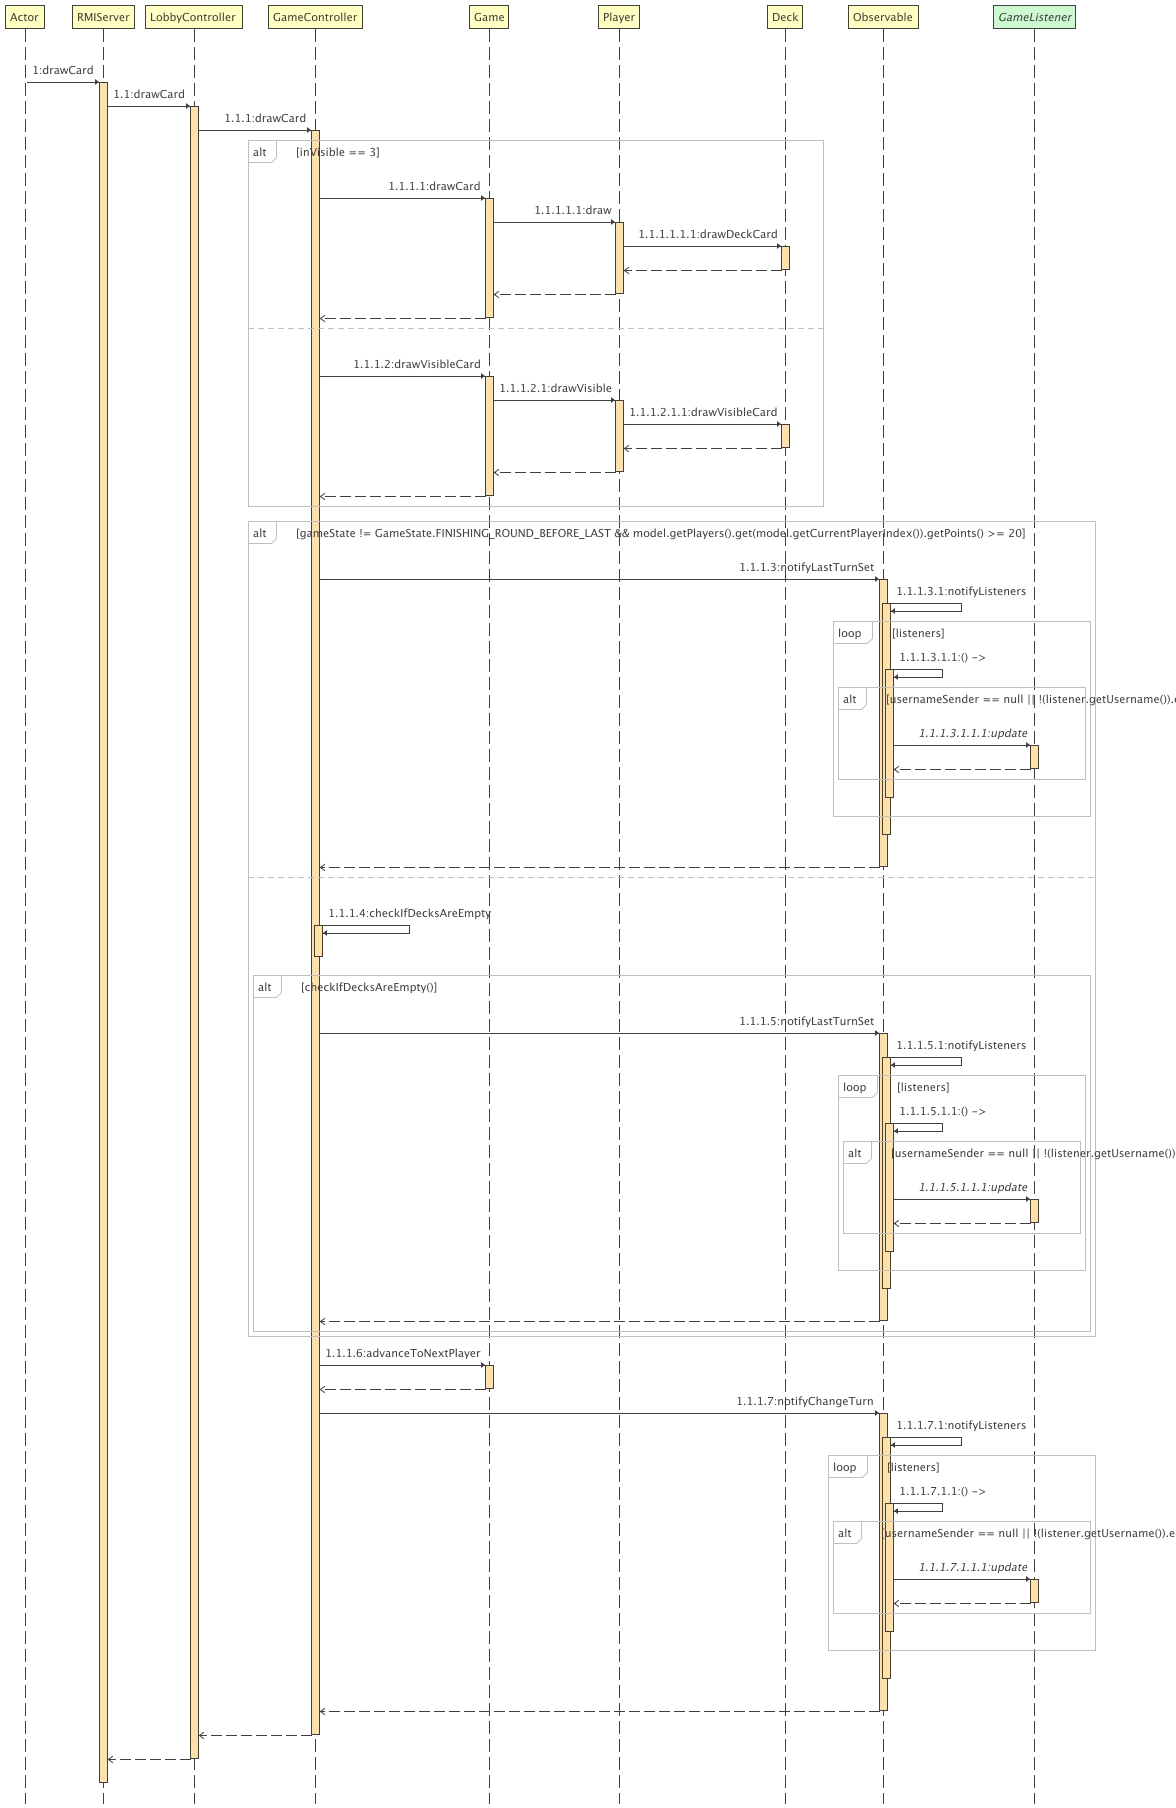 Actor RMIServer LobbyController GameController Game Player Deck Observable GameListener
1:drawCard
1.1:drawCard
1.1.1:drawCard
alt [inVisible == 3]
1.1.1.1:drawCard
1.1.1.1.1:draw
1.1.1.1.1.1:drawDeckCard
1.1.1.2:drawVisibleCard
1.1.1.2.1:drawVisible
1.1.1.2.1.1:drawVisibleCard
alt [gameState != GameState.FINISHING_ROUND_BEFORE_LAST && model.getPlayers().get(model.getCurrentPlayerIndex()).getPoints() >= 20]
1.1.1.3:notifyLastTurnSet
1.1.1.3.1:notifyListeners
loop [listeners]
1.1.1.3.1.1:() ->
alt [usernameSender == null || !(listener.getUsername()).e
1.1.1.3.1.1.1:update
1.1.1.4:checkIfDecksAreEmpty
alt [checkIfDecksAreEmpty()]
1.1.1.5:notifyLastTurnSet
1.1.1.5.1:notifyListeners
loop [listeners]
1.1.1.5.1.1:() ->
alt [usernameSender == null || !(listener.getUsername())
1.1.1.5.1.1.1:update
1.1.1.6:advanceToNextPlayer
1.1.1.7:notifyChangeTurn
1.1.1.7.1:notifyListeners
loop [listeners]
1.1.1.7.1.1:() ->
alt [usernameSender == null || !(listener.getUsername()).e
1.1.1.7.1.1.1:update